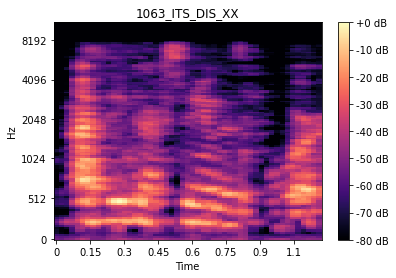 1063_ITS_DIS_XX
8192
4096
2048
1024
512
0
Hz
0 0.15 0.3 0.45 0.6 0.75 0.9 1.1
Time
+0 dB
-10 dB
-20 dB
-30 dB
-40 dB
-50 dB
-60 dB
-70 dB
-80 dB